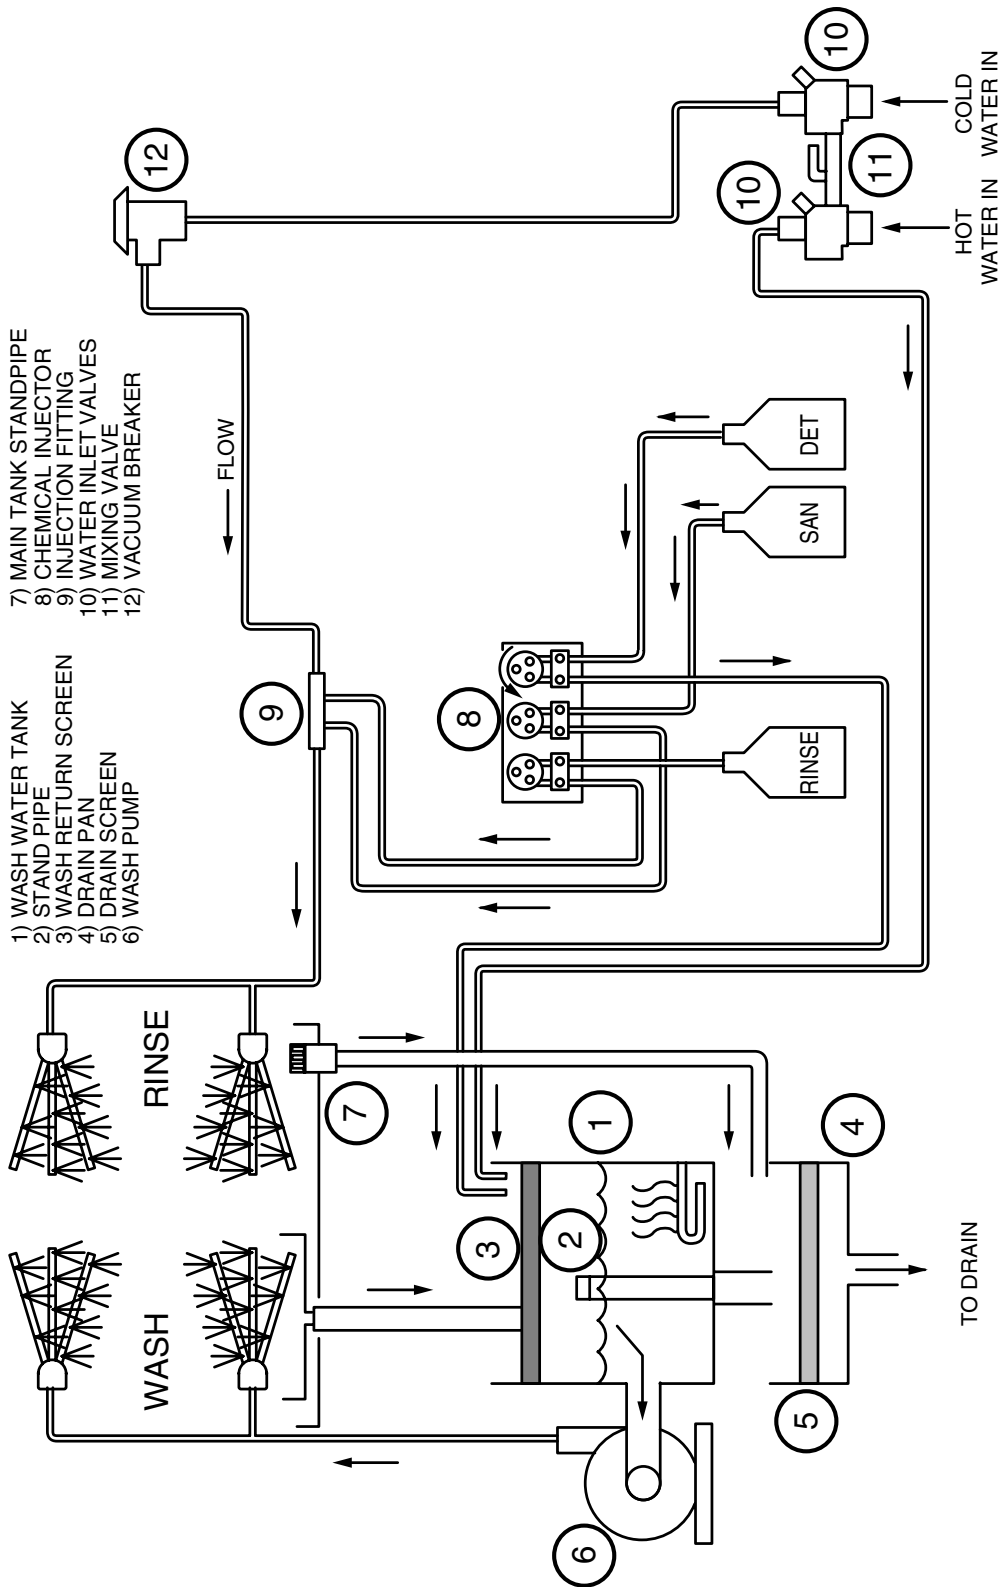 1) WASH WATER TANK
2) STAND PIPE
3) WASH RETURN SCREEN
4) DRAIN PAN
5) DRAIN SCREEN
6) WASH PUMP
7) MAIN TANK STANDPIPE
8) CHEMICAL INJECTOR
9) INJECTION FITTING
10) WATER INLET VALVES
11) MIXING VALVE
12) VACUUM BREAKER
WASH
RINSE
FLOW
12
9
7
8
10
10
11
3
2
1
6
5
4
RINSE
SAN
DET
HOT
WATER IN
COLD
WATER IN
TO DRAIN